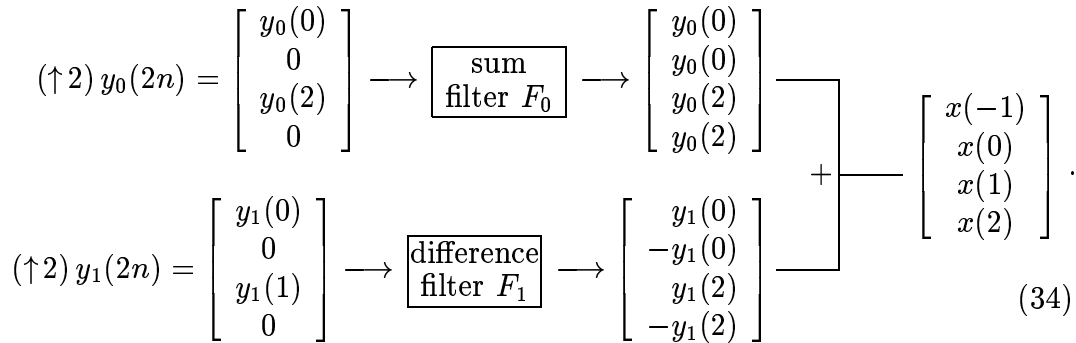 (↑2) y₀(2n) = [ y₀(0) 0 y₀(2) 0 ] ⟶ sum filter F₀ ⟶ [ y₀(0) y₀(0) y₀(2) y₀(2) ]
+ [ x(−1) x(0) x(1) x(2) ] .
(↑2) y₁(2n) = [ y₁(0) 0 y₁(1) 0 ] ⟶ difference filter F₁ ⟶ [ y₁(0) −y₁(0) y₁(2) −y₁(2) ]
(34)